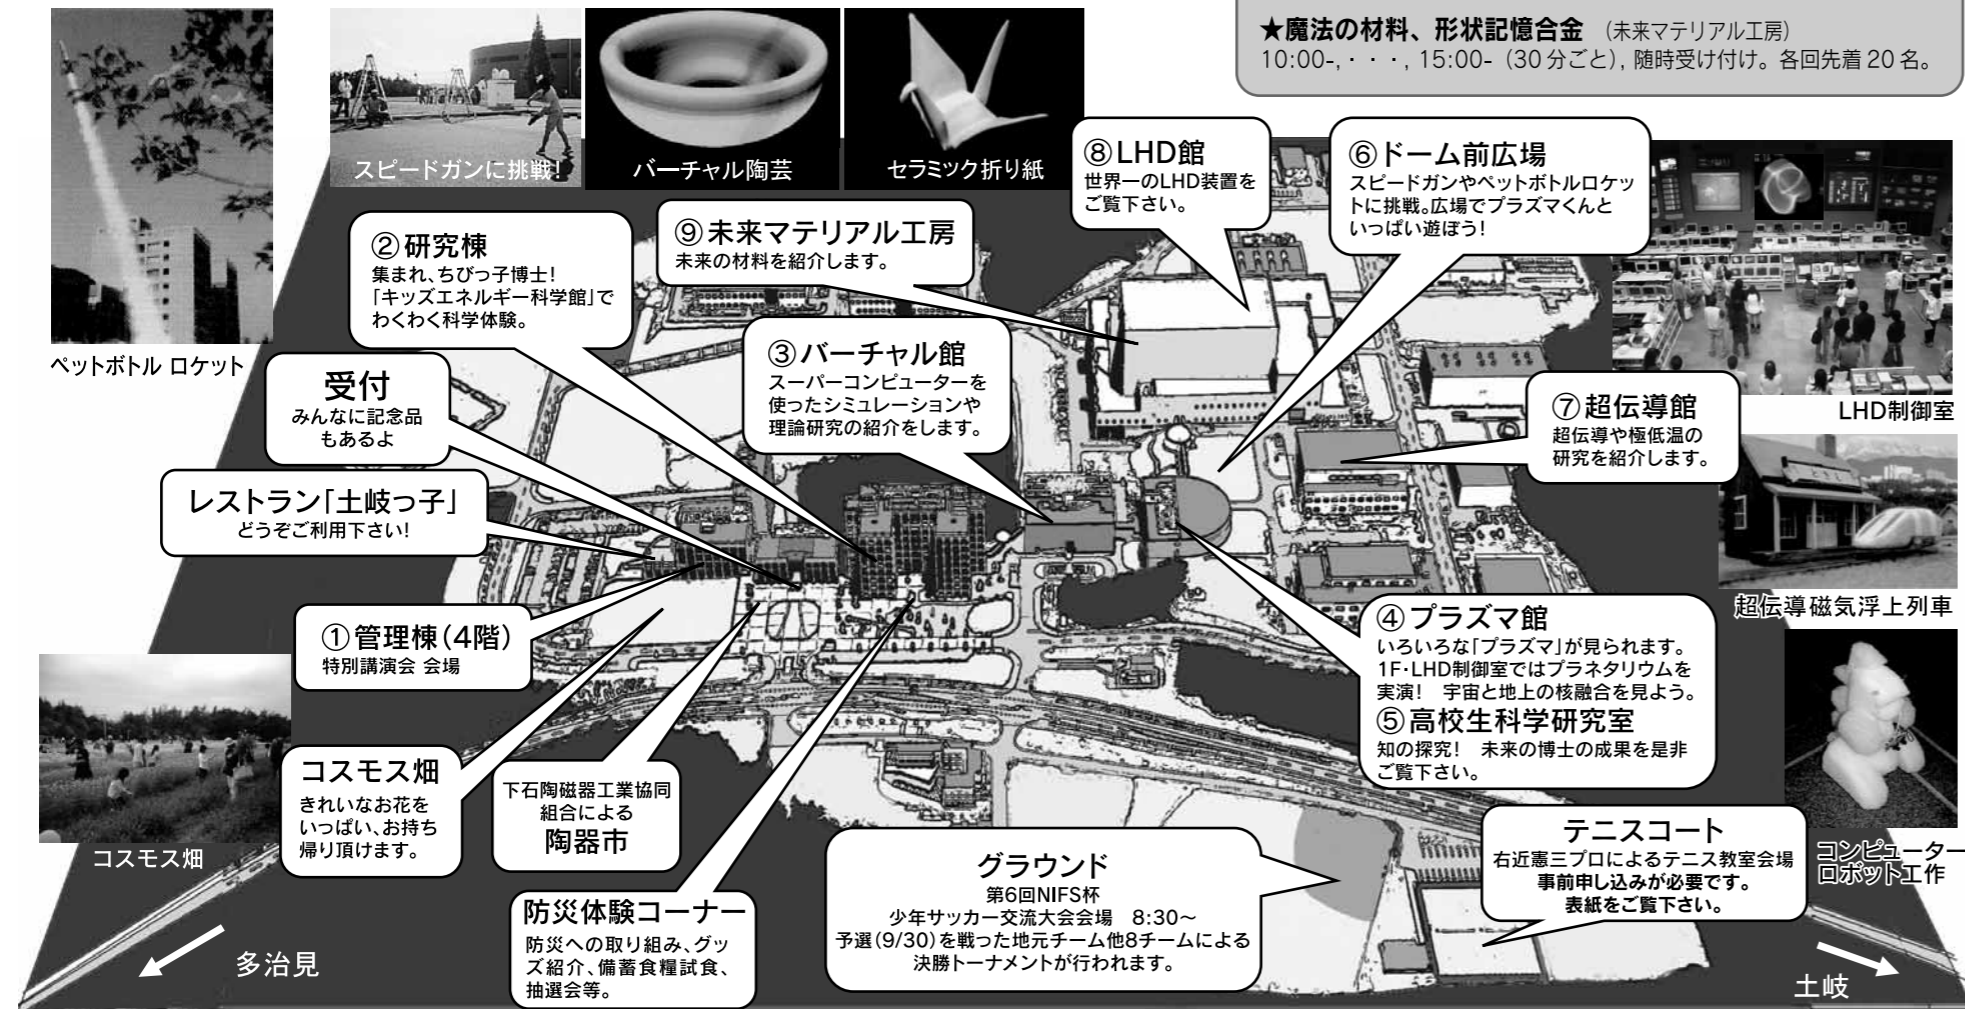 ★魔法の材料、形状記憶合金 (未来マテリアル工房)
10:00-,・・・, 15:00- (30分ごと), 随時受け付け。各回先着20名。
スピードガンに挑戦!
バーチャル陶芸
セラミック折り紙
ペットボトル ロケット
⑧LHD館
世界一のLHD装置を
ご覧下さい。
⑥ドーム前広場
スピードガンやペットボトルロケッ
トに挑戦。広場でプラズマくんと
いっぱい遊ぼう!
②研究棟
集まれ、ちびっ子博士!
「キッズエネルギー科学館」で
わくわく科学体験。
⑨未来マテリアル工房
未来の材料を紹介します。
③バーチャル館
スーパーコンピューターを
使ったシミュレーションや
理論研究の紹介をします。
受付
みんなに記念品
もあるよ
LHD制御室
⑦超伝導館
超伝導や極低温の
研究を紹介します。
レストラン「土岐っ子」
どうぞご利用下さい!
超伝導磁気浮上列車
①管理棟(4階)
特別講演会 会場
④プラズマ館
いろいろな「プラズマ」が見られます。
1F・LHD制御室ではプラネタリウムを
実演! 宇宙と地上の核融合を見よう。
⑤高校生科学研究室
知の探究! 未来の博士の成果を是非
ご覧下さい。
コスモス畑
コスモス畑
きれいなお花を
いっぱい、お持ち
帰り頂けます。
下石陶磁器工業協同
組合による
陶器市
防災体験コーナー
防災への取り組み、グッ
ズ紹介、備蓄食糧試食、
抽選会等。
グラウンド
第6回NIFS杯
少年サッカー交流大会会場 8:30~
予選(9/30)を戦った地元チーム他8チームによる
決勝トーナメントが行われます。
テニスコート
右近憲三プロによるテニス教室会場
事前申し込みが必要です。
表紙をご覧下さい。
コンピューター
ロボット工作
多治見
土岐